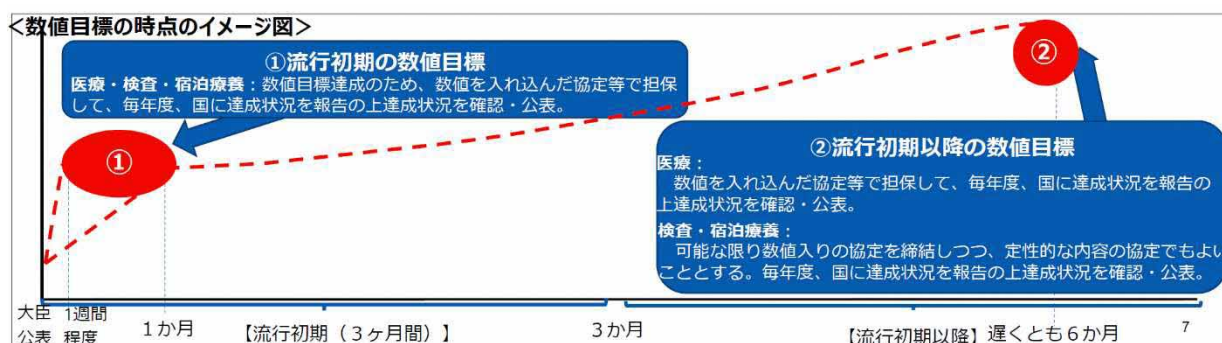 ＜数値目標の時点のイメージ図＞
①流行初期の数値目標
医療・検査・宿泊療養：数値目標達成のため、数値を入れ込んだ協定等で担保
して、毎年度、国に達成状況を報告の上達成状況を確認・公表。
①
②
②流行初期以降の数値目標
医療：
数値を入れ込んだ協定等で担保して、毎年度、国に達成状況を報告の
上達成状況を確認・公表。
検査・宿泊療養：
可能な限り数値入りの協定を締結しつつ、定性的な内容の協定でもよい
こととする。毎年度、国に達成状況を報告の上達成状況を確認・公表。
大臣
公表
1週間
程度
１か月
【流行初期（３ヶ月間）】
３か月
【流行初期以降】
遅くとも６か月
7